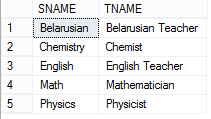 SNAME TNAME
1 Belarusian Belarusian Teacher
2 Chemistry Chemist
3 English English Teacher
4 Math Mathematician
5 Physics Physicist